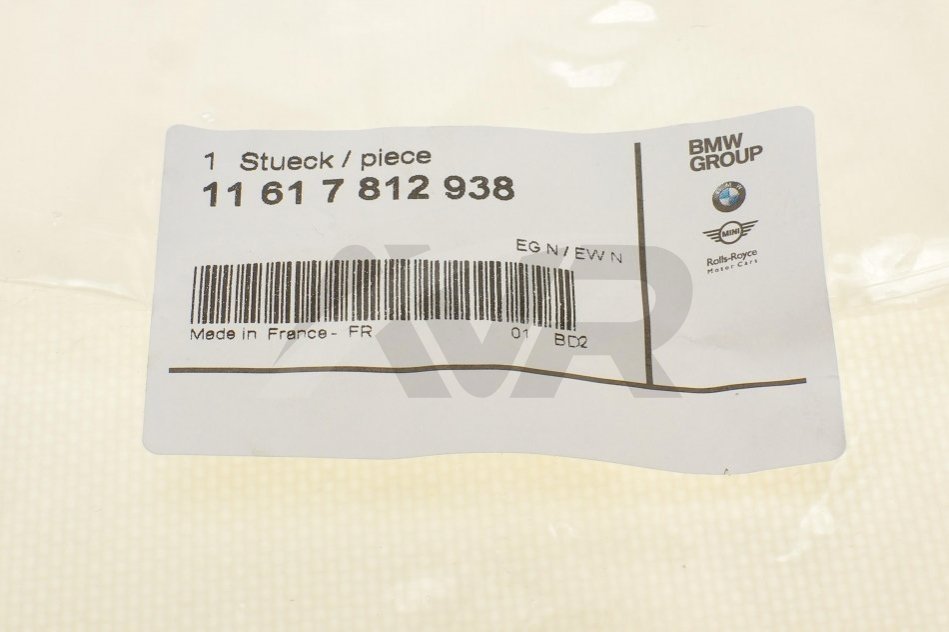 1 Stueck / piece
11 61 7 812 938
EG N / EW N
Made in France - FR
01 BD2
BMW
GROUP
MINI
Rolls-Royce
Motor Cars
AVR